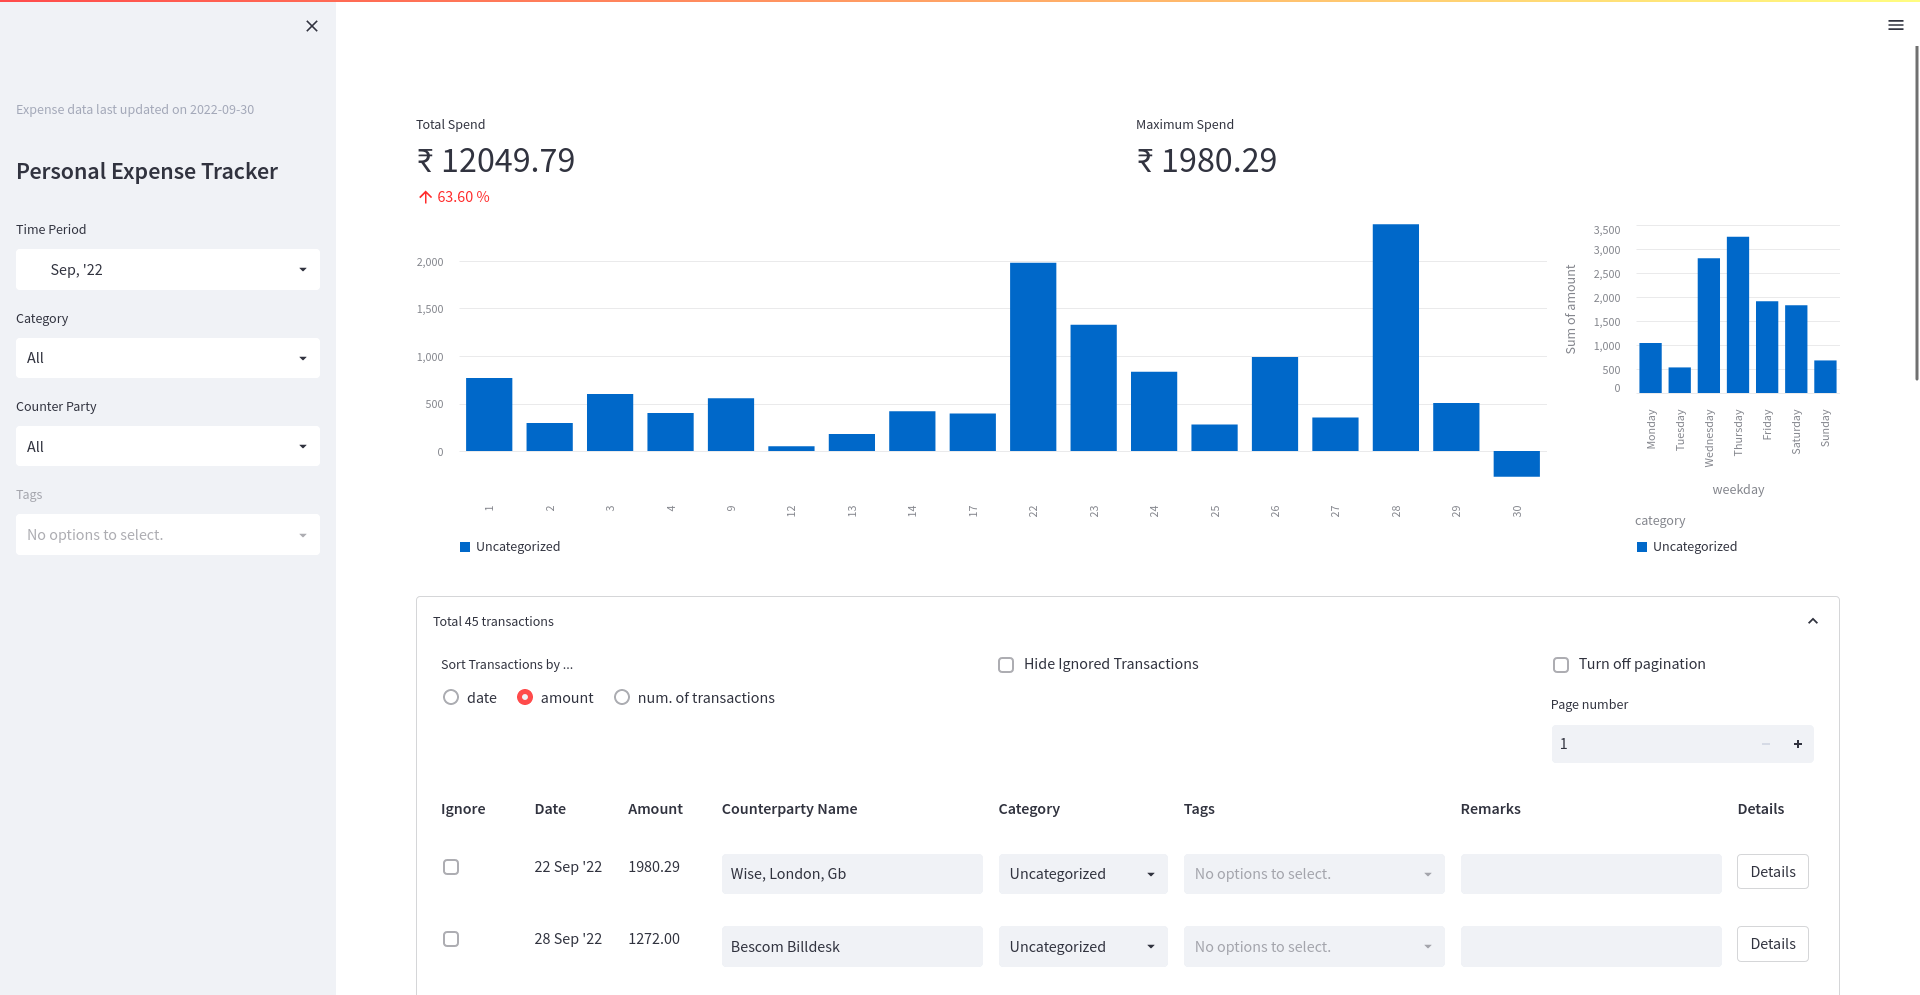 Expense data last updated on 2022-09-30
Personal Expense Tracker
Time Period
Sep, '22
Category
All
Counter Party
All
Tags
No options to select.
Total Spend
₹ 12049.79
63.60 %
Maximum Spend
₹ 1980.29
2,000
1,500
1,000
500
0
1 2 3 4 9 12 13 14 17 22 23 24 25 26 27 28 29 30
Uncategorized
Sum of amount
3,500
3,000
2,500
2,000
1,500
1,000
500
0
Monday Tuesday Wednesday Thursday Friday Saturday Sunday
weekday
category
Uncategorized
Total 45 transactions
Sort Transactions by ...
date amount num. of transactions
Hide Ignored Transactions
Turn off pagination
Page number
1
Ignore Date Amount Counterparty Name Category Tags Remarks Details
22 Sep '22 1980.29 Wise, London, Gb Uncategorized No options to select. Details
28 Sep '22 1272.00 Bescom Billdesk Uncategorized No options to select. Details